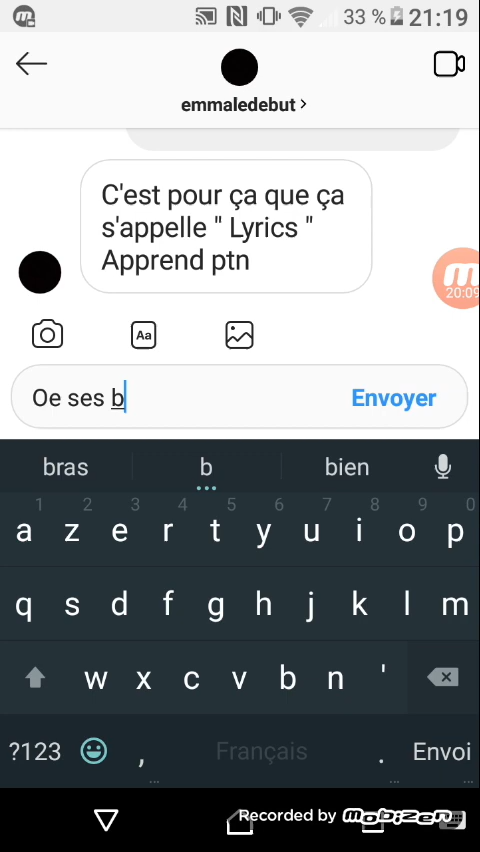 33 % 21:19
emmaledebut >
C'est pour ça que ça
s'appelle " Lyrics "
Apprend ptn
20:09
Aa
Oe ses b
Envoyer
bras b bien
1 2 3 4 5 6 7 8 9 0
a z e r t y u i o p
q s d f g h j k l m
w x c v b n '
?123 , Français . Envoi
Recorded by mobizen